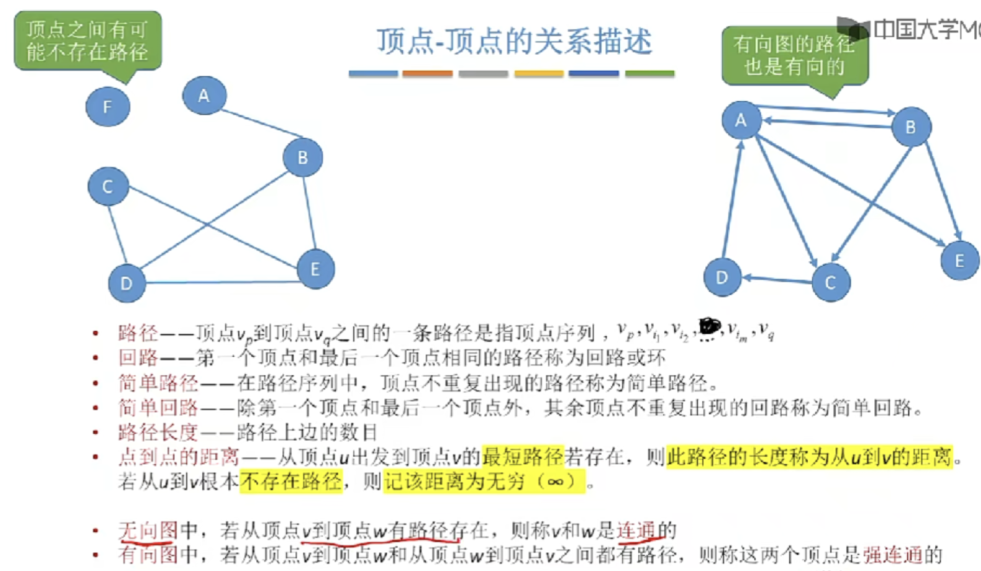 顶点之间有可
能不存在路径
顶点-顶点的关系描述
中国大学MO
有向图的路径
也是有向的
F
A
B
C
D
E
A
B
C
D
E
• 路径——顶点vp到顶点vq之间的一条路径是指顶点序列，vp,vi1,vi2, ,vim,vq
• 回路——第一个顶点和最后一个顶点相同的路径称为回路或环
• 简单路径——在路径序列中，顶点不重复出现的路径称为简单路径。
• 简单回路——除第一个顶点和最后一个顶点外，其余顶点不重复出现的回路称为简单回路。
• 路径长度——路径上边的数目
• 点到点的距离——从顶点u出发到顶点v的最短路径若存在，则此路径的长度称为从u到v的距离。
若从u到v根本不存在路径，则记该距离为无穷（∞）。
• 无向图中，若从顶点v到顶点w有路径存在，则称v和w是连通的
• 有向图中，若从顶点v到顶点w和从顶点w到顶点v之间都有路径，则称这两个顶点是强连通的